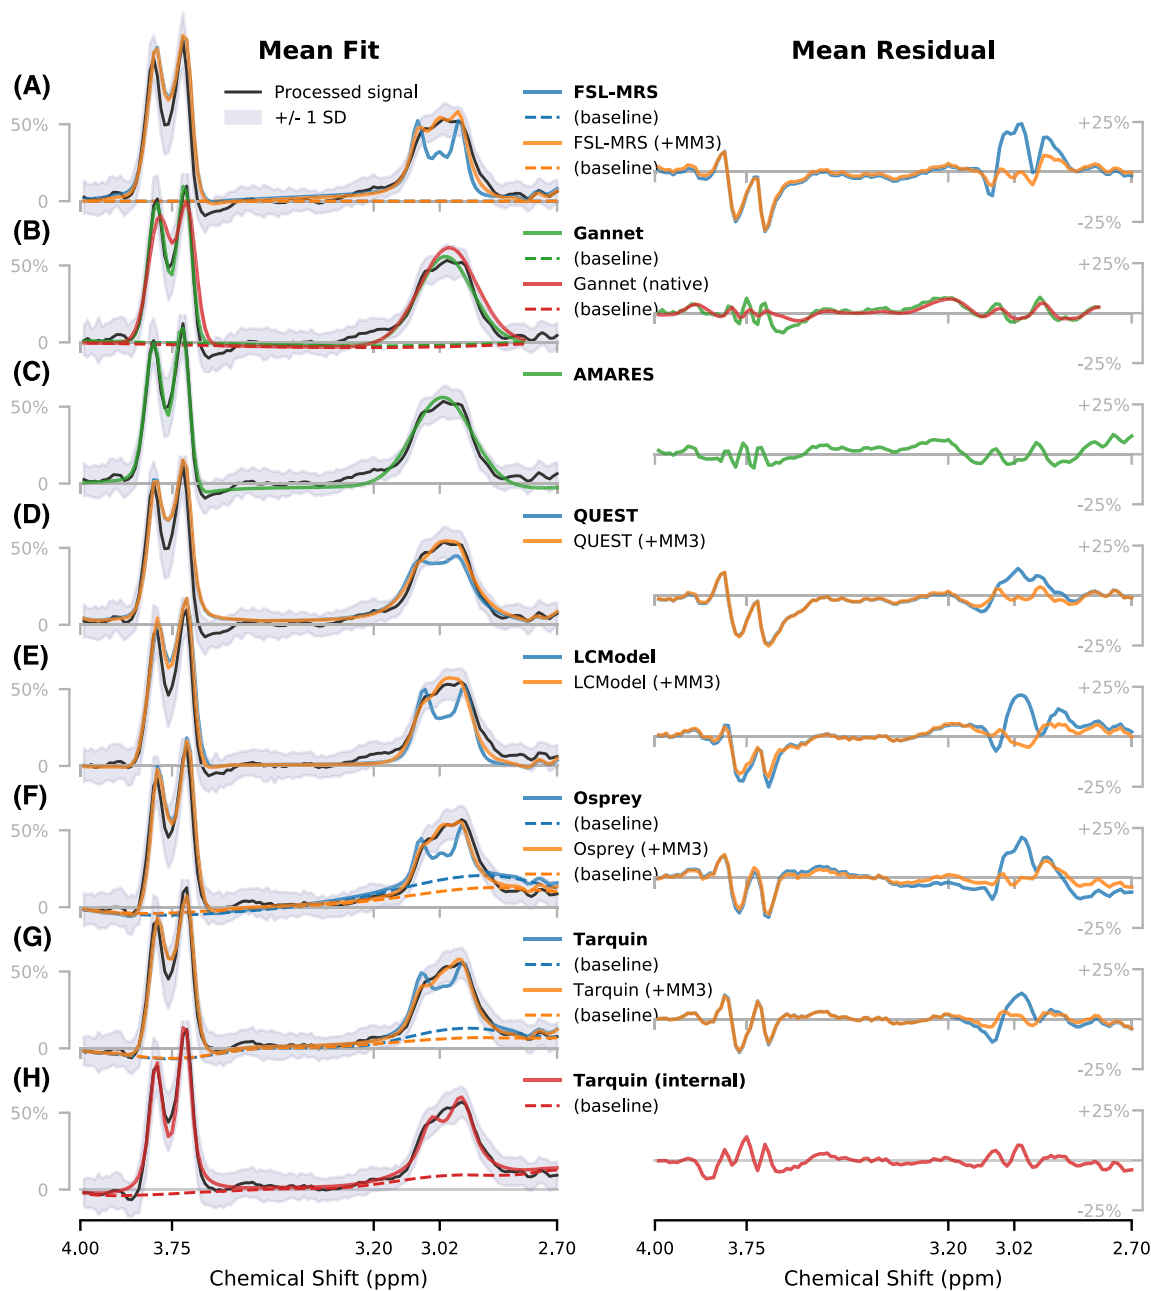 Mean Fit
Mean Residual
(A)
Processed signal
+/- 1 SD
50%
0
FSL-MRS
(baseline)
FSL-MRS (+MM3)
(baseline)
+25%
-25%
(B)
50%
0
Gannet
(baseline)
Gannet (native)
(baseline)
+25%
-25%
(C)
50%
0
AMARES
+25%
-25%
(D)
50%
0
QUEST
QUEST (+MM3)
+25%
-25%
(E)
50%
0
LCModel
LCModel (+MM3)
+25%
-25%
(F)
50%
0
Osprey
(baseline)
Osprey (+MM3)
(baseline)
+25%
-25%
(G)
50%
0
Tarquin
(baseline)
Tarquin (+MM3)
(baseline)
+25%
-25%
(H)
50%
0
Tarquin (internal)
(baseline)
+25%
-25%
4.00 3.75 3.20 3.02 2.70
Chemical Shift (ppm)
4.00 3.75 3.20 3.02 2.70
Chemical Shift (ppm)